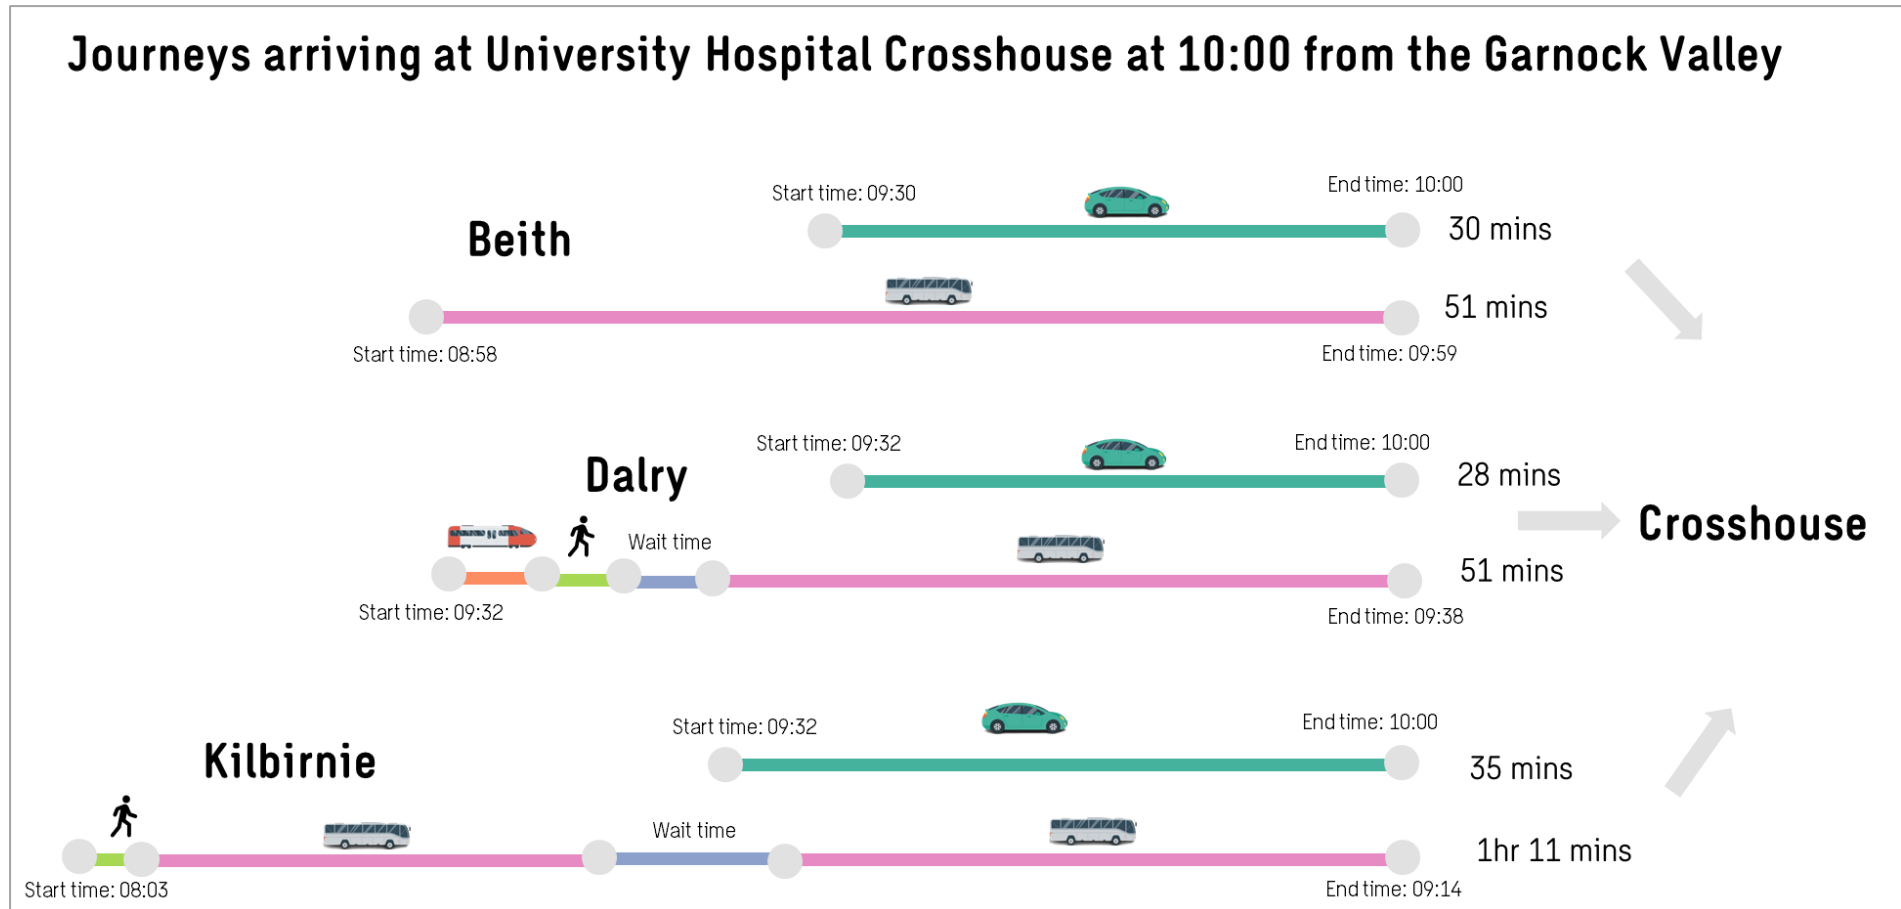 Journeys arriving at University Hospital Crosshouse at 10:00 from the Garnock Valley
Start time: 09:30
End time: 10:00
Beith
30 mins
51 mins
Start time: 08:58
End time: 09:59
Start time: 09:32
End time: 10:00
Dalry
28 mins
Crosshouse
Wait time
51 mins
Start time: 09:32
End time: 09:38
Start time: 09:32
End time: 10:00
Kilbirnie
35 mins
Wait time
1hr 11 mins
Start time: 08:03
End time: 09:14